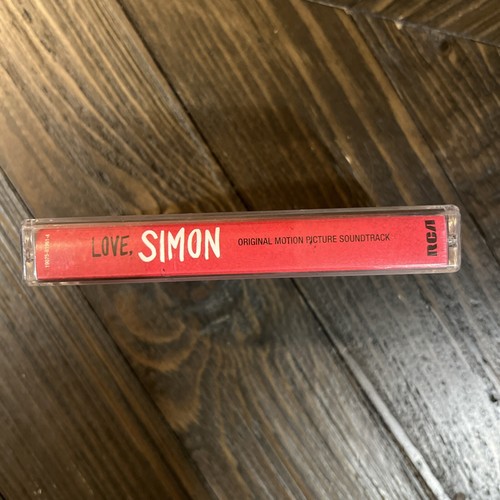 LOVE, SIMON ORIGINAL MOTION PICTURE SOUNDTRACK
RCA